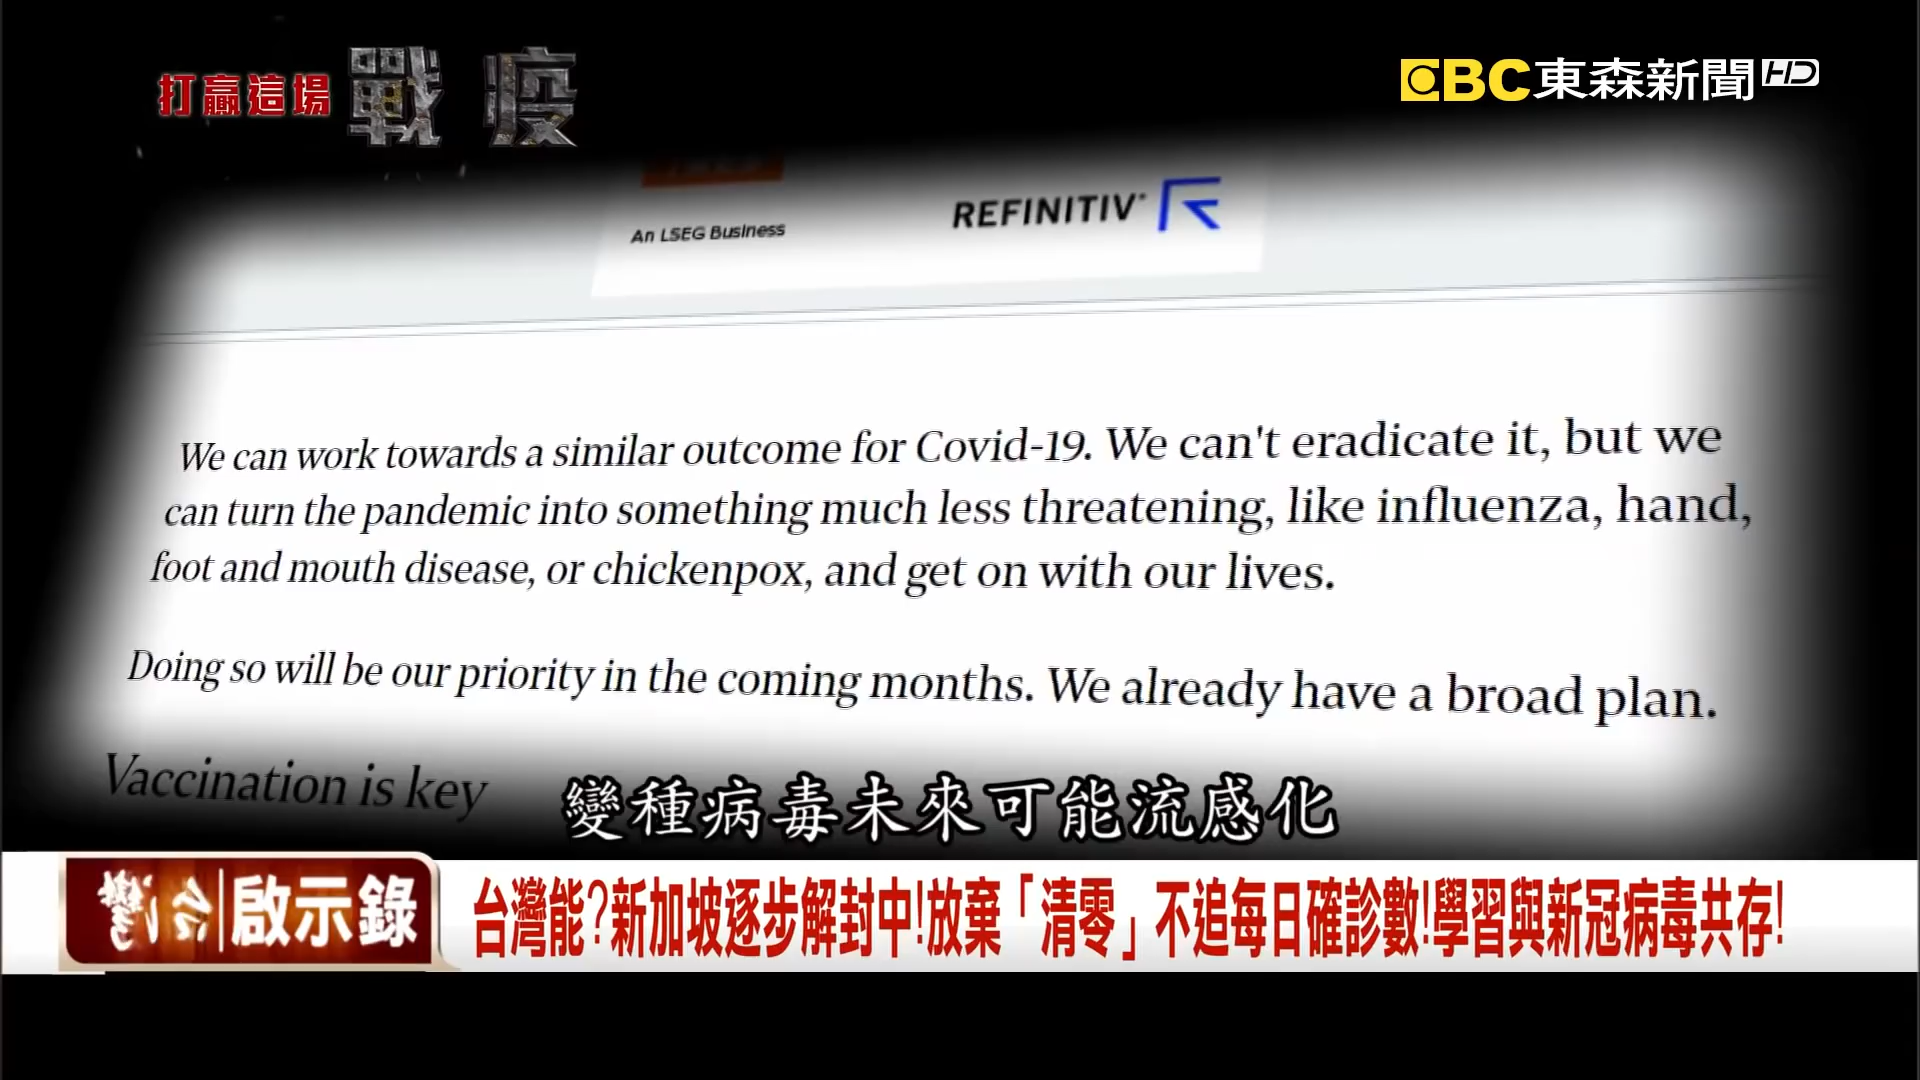 打贏這場 戰疫
EBC東森新聞HD
An LSEG Business
REFINITIV
We can work towards a similar outcome for Covid-19. We can't eradicate it, but we
can turn the pandemic into something much less threatening, like influenza, hand,
foot and mouth disease, or chickenpox, and get on with our lives.
Doing so will be our priority in the coming months. We already have a broad plan.
Vaccination is key
變種病毒未來可能流感化
台灣 啟示錄
台灣能?新加坡逐步解封中!放棄「清零」不追每日確診數!學習與新冠病毒共存!